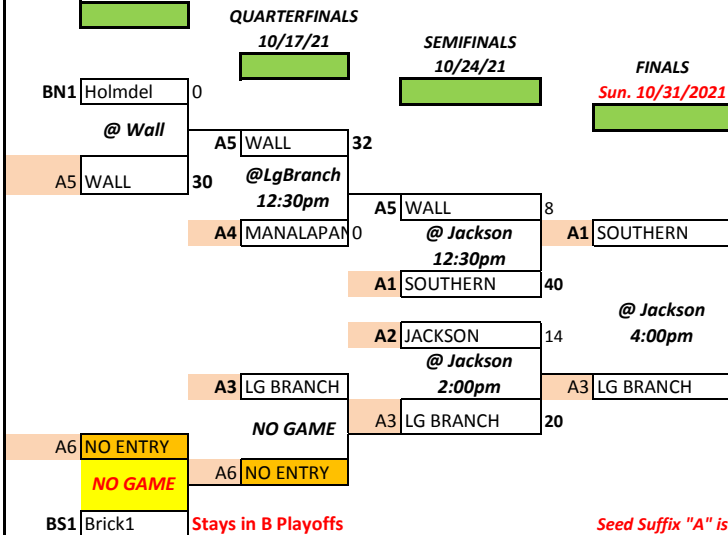 QUARTERFINALS
10/17/21
SEMIFINALS
10/24/21
FINALS
Sun. 10/31/2021
BN1 Holmdel 0
@ Wall
A5 WALL 32
A5 WALL 30
@LgBranch
12:30pm
A4 MANALAPAN 0
A5 WALL 8
@ Jackson
12:30pm
A1 SOUTHERN
A1 SOUTHERN 40
@ Jackson
4:00pm
A2 JACKSON 14
@ Jackson
2:00pm
A3 LG BRANCH
A3 LG BRANCH
NO GAME
A3 LG BRANCH 20
A6 NO ENTRY
NO GAME
A6 NO ENTRY
BS1 Brick1
Stays in B Playoffs
Seed Suffix "A" is